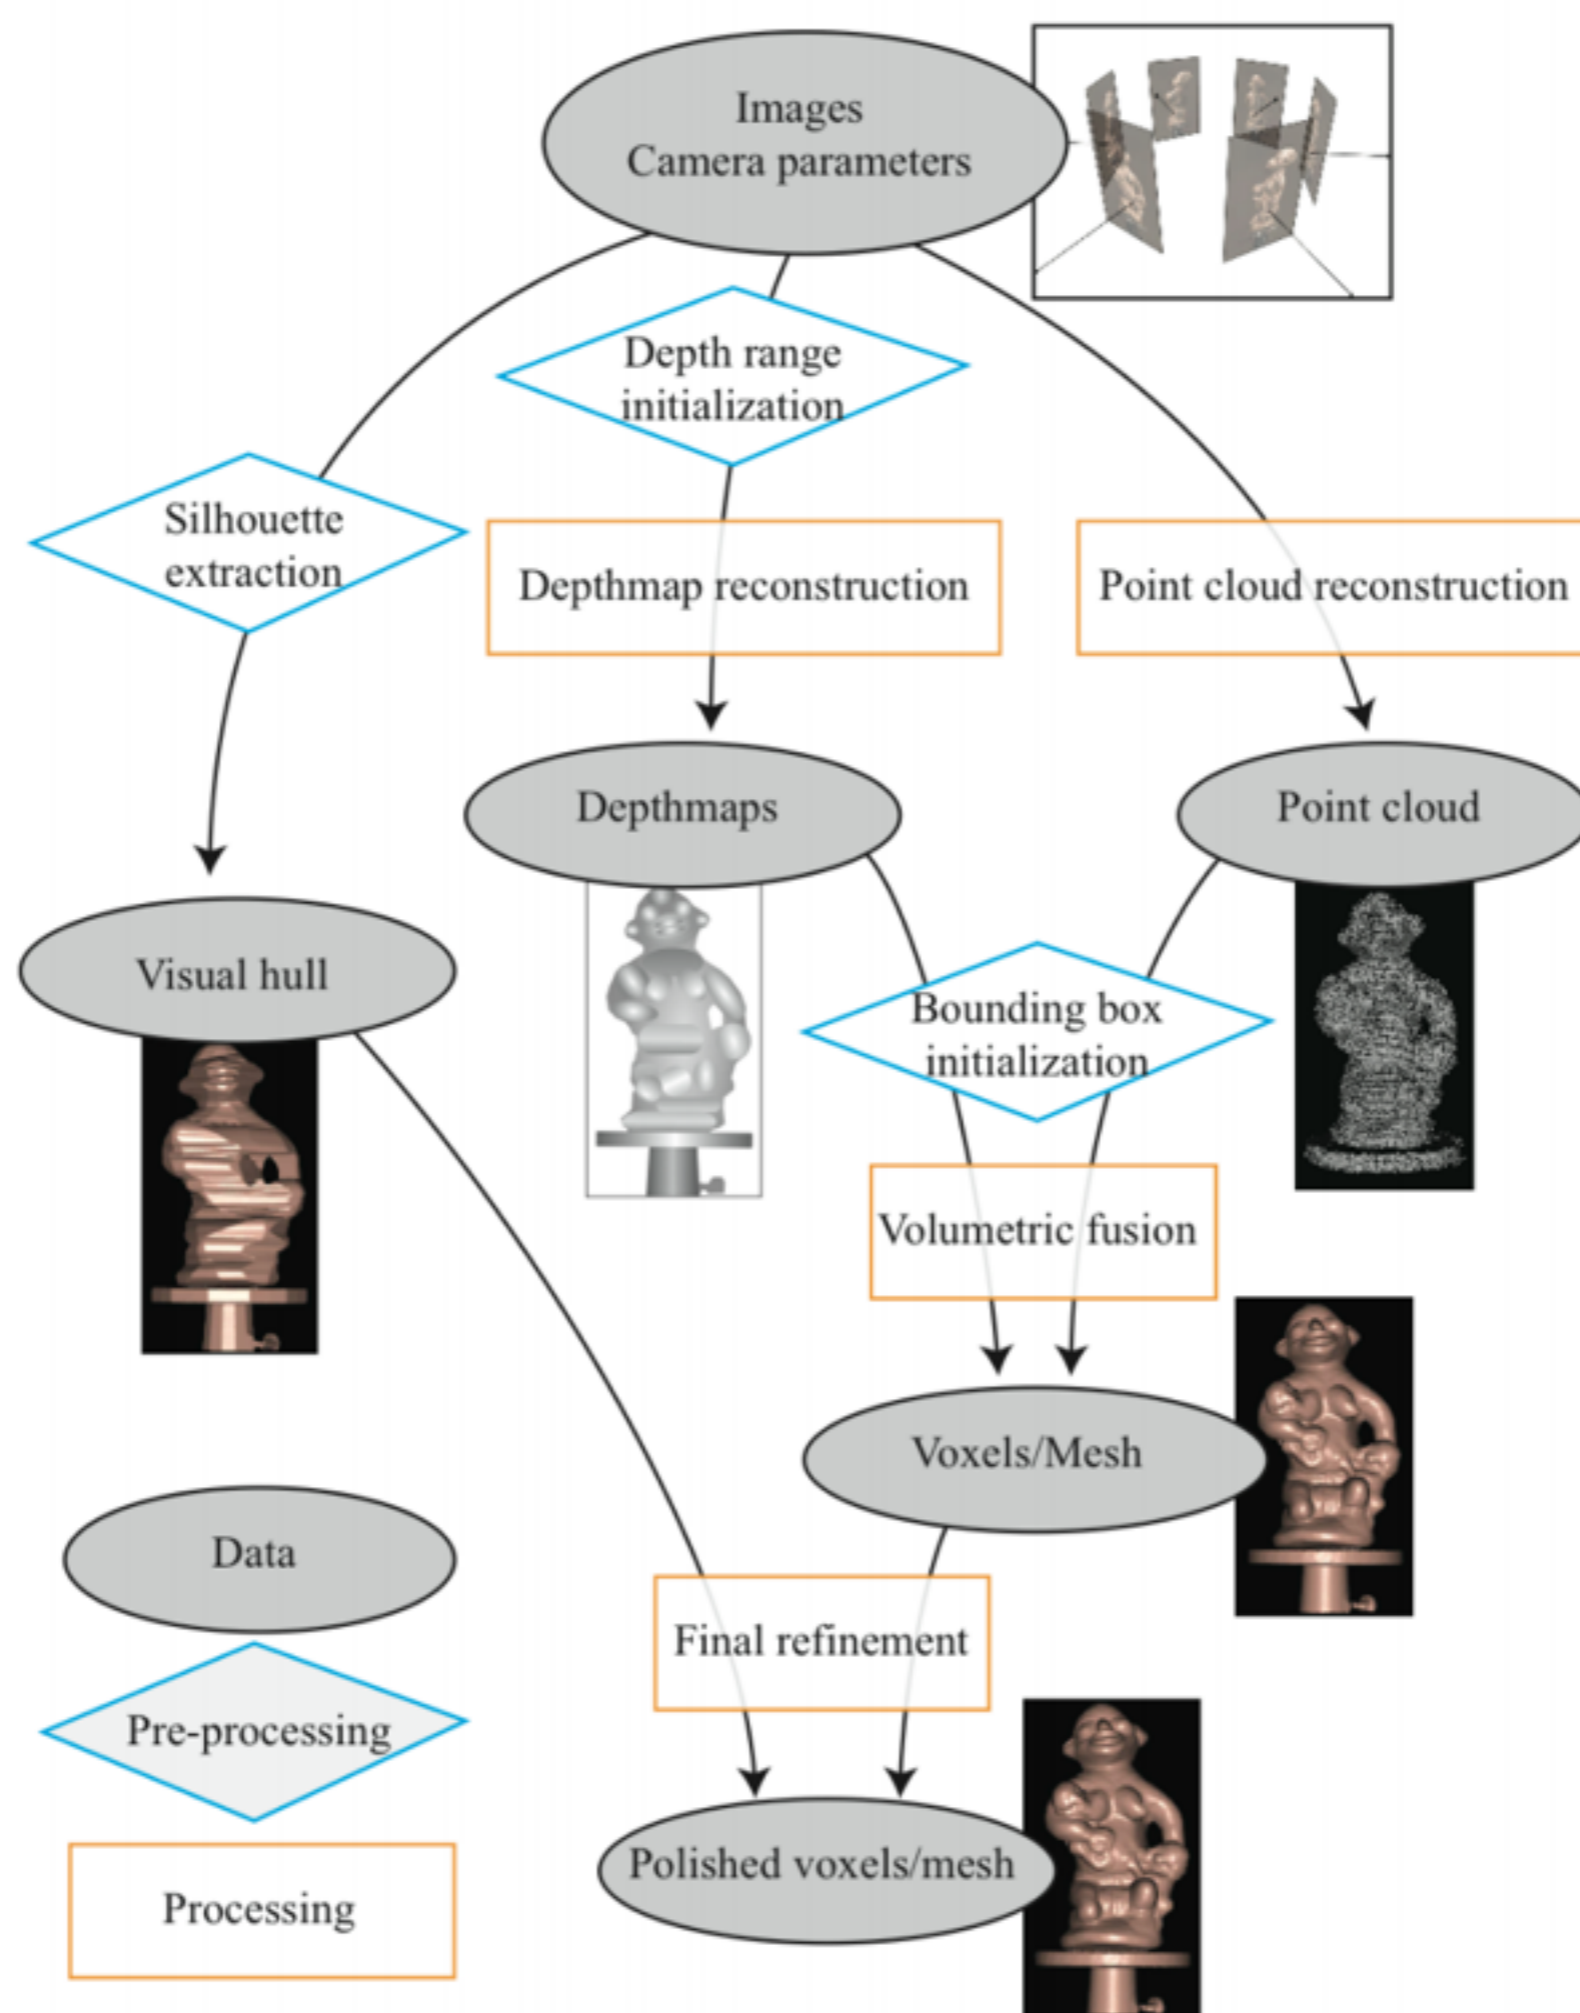 Images
Camera parameters
Depth range
initialization
Silhouette
extraction
Depthmap reconstruction
Point cloud reconstruction
Depthmaps
Point cloud
Visual hull
Bounding box
initialization
Volumetric fusion
Voxels/Mesh
Data
Final refinement
Pre-processing
Polished voxels/mesh
Processing